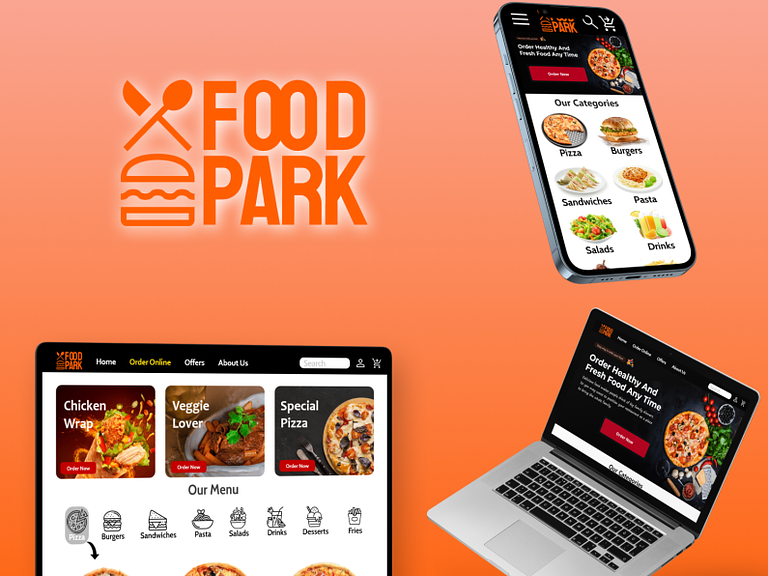 FOOD
PARK
FOOD
PARK
Order Healthy And
Fresh Food Any Time
Order Now
Our Categories
Pizza
Burgers
Sandwiches
Pasta
Salads
Drinks
FOOD
PARK
Home
Order Online
Offers
About Us
Search
Chicken
Wrap
Order Now
Veggie
Lover
Order Now
Special
Pizza
Order Now
Our Menu
Pizza
Burgers
Sandwiches
Pasta
Salads
Drinks
Desserts
Fries
Home
Order Online
Offers
About Us
Order Healthy And
Fresh Food Any Time
Order Now
Our Categories